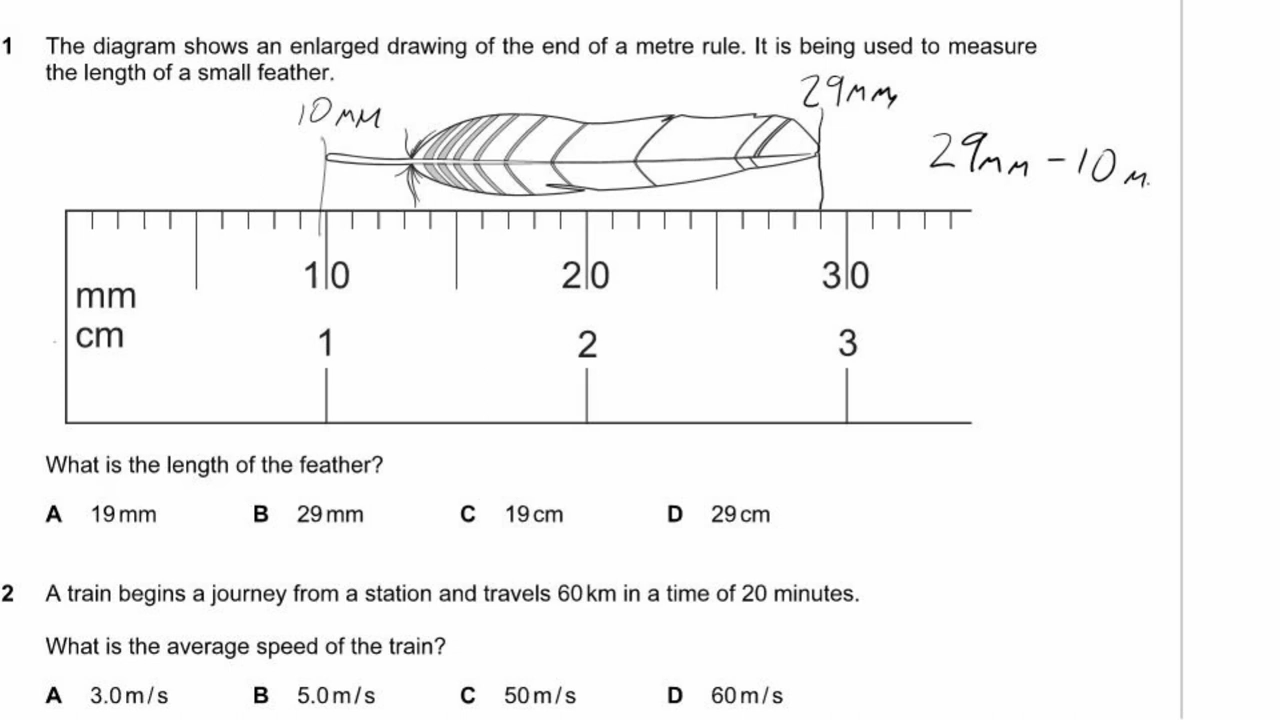 1 The diagram shows an enlarged drawing of the end of a metre rule. It is being used to measure
the length of a small feather.
10mm
29mm
29mm - 10m
10 20 30
mm
cm 1 2 3
What is the length of the feather?
A 19mm B 29mm C 19cm D 29cm
2 A train begins a journey from a station and travels 60km in a time of 20 minutes.
What is the average speed of the train?
A 3.0m/s B 5.0m/s C 50m/s D 60m/s